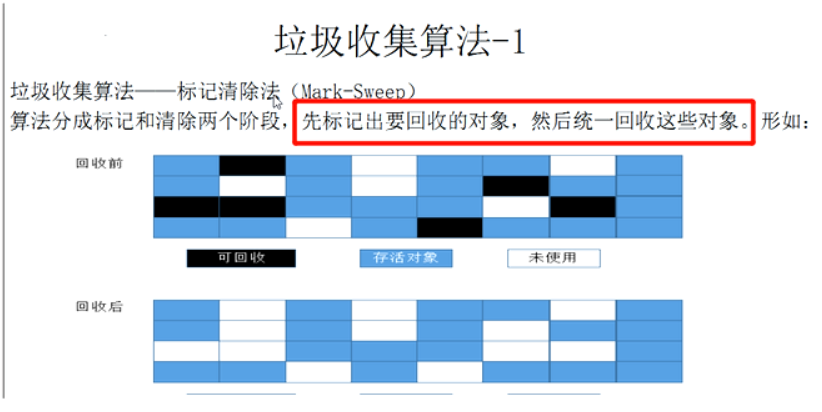 垃圾收集算法-1
垃圾收集算法——标记清除法（Mark-Sweep）
算法分成标记和清除两个阶段，先标记出要回收的对象，然后统一回收这些对象。形如：
回收前
可回收 存活对象 未使用
回收后